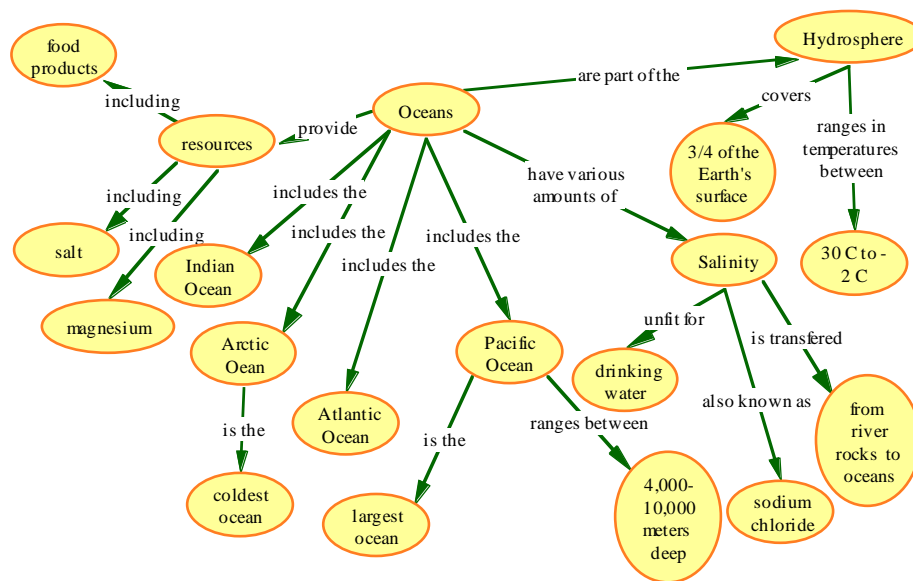 food
products
Hydrosphere
are part of the
including
Oceans
covers
provide
resources
ranges in
temperatures
between
3/4 of the
Earth's
surface
have various
amounts of
including
includes the
including
includes the
includes the
includes the
salt
Indian
Ocean
Salinity
30 C to -
2 C
magnesium
unfit for
is transfered
Arctic
Oean
Pacific
Ocean
drinking
water
also known as
Atlantic
Ocean
ranges between
from
river
rocks to
oceans
is the
is the
coldest
ocean
largest
ocean
4,000-
10,000
meters
deep
sodium
chloride